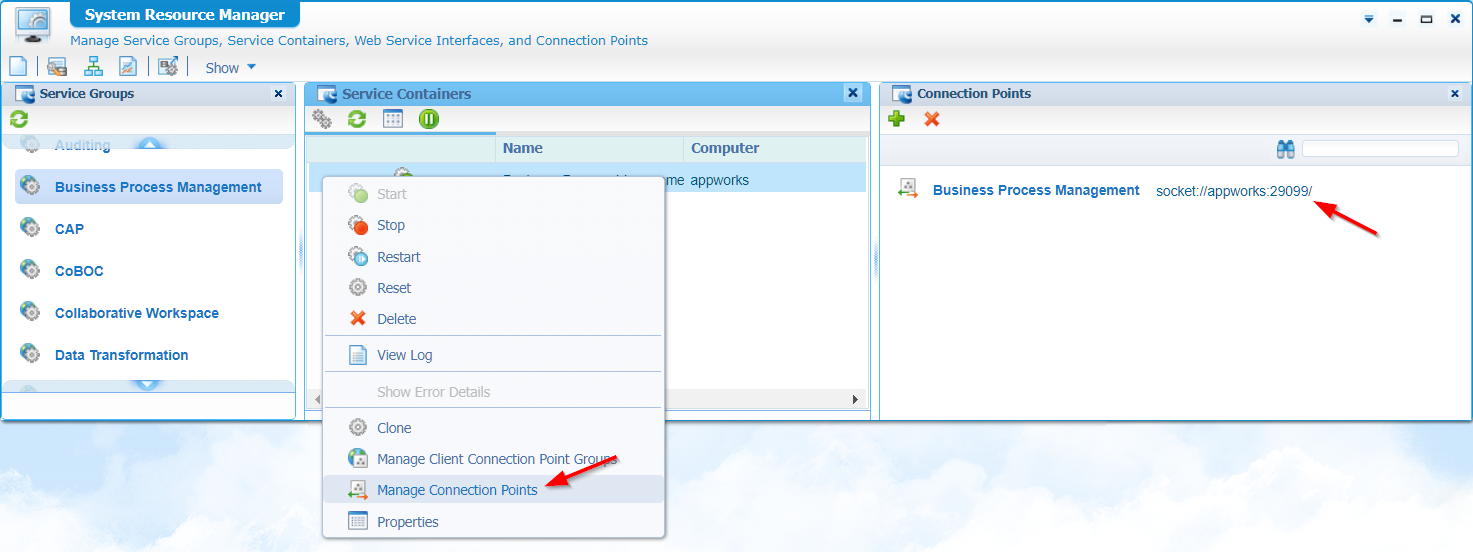 System Resource Manager
Manage Service Groups, Service Containers, Web Service Interfaces, and Connection Points
Show
Service Groups
Auditing
Business Process Management
CAP
CoBOC
Collaborative Workspace
Data Transformation
Service Containers
Name
Computer
appworks
Start
Stop
Restart
Reset
Delete
View Log
Show Error Details
Clone
Manage Client Connection Point Groups
Manage Connection Points
Properties
Connection Points
Business Process Management socket://appworks:29099/